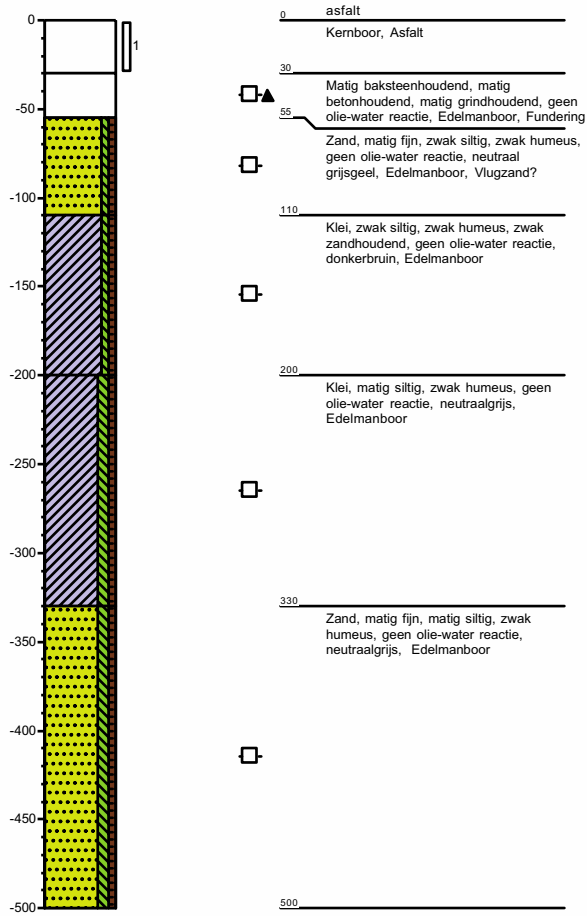 0
-50
-100
-150
-200
-250
-300
-350
-400
-450
-500
1
0
asfalt
Kernboor, Asfalt
30
Matig baksteenhoudend, matig
betonhoudend, matig grindhoudend, geen
olie-water reactie, Edelmanboor, Fundering
55
Zand, matig fijn, zwak siltig, zwak humeus,
geen olie-water reactie, neutraal
grijsgeel, Edelmanboor, Vlugzand?
110
Klei, zwak siltig, zwak humeus, zwak
zandhoudend, geen olie-water reactie,
donkerbruin, Edelmanboor
200
Klei, matig siltig, zwak humeus, geen
olie-water reactie, neutraalgrijs,
Edelmanboor
330
Zand, matig fijn, matig siltig, zwak
humeus, geen olie-water reactie,
neutraalgrijs, Edelmanboor
500